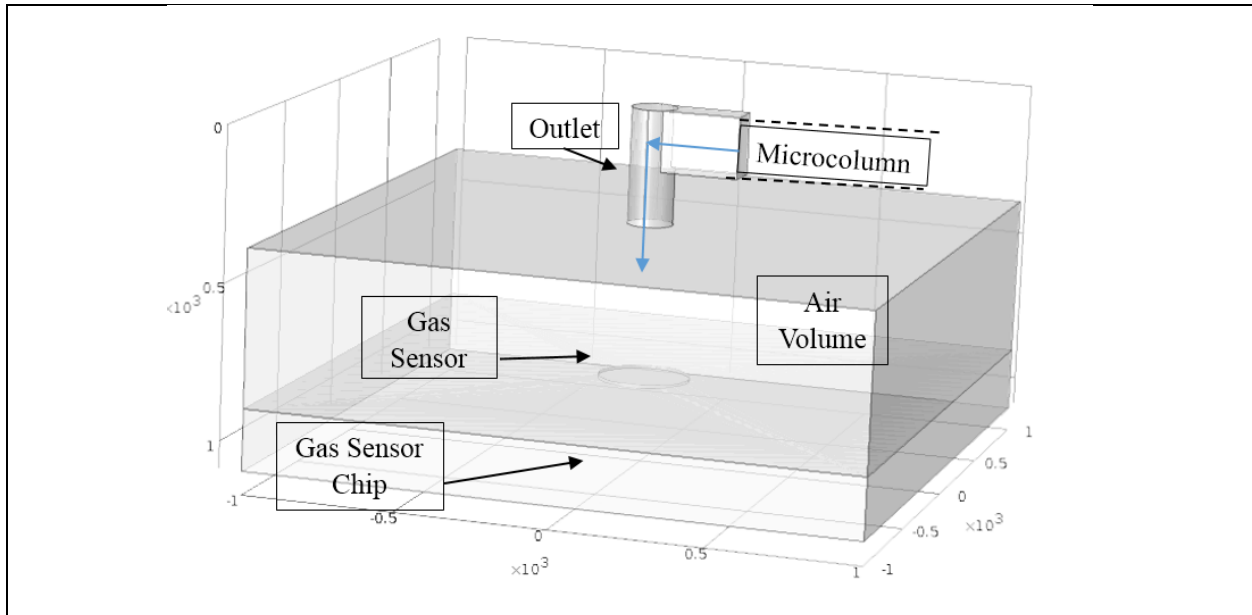 0
Outlet
Microcolumn
0.5
×10³
Air
Volume
Gas
Sensor
1
Gas Sensor
Chip
1
0.5
0
×10³
-0.5
-1
-1
-0.5
0
0.5
1
×10³